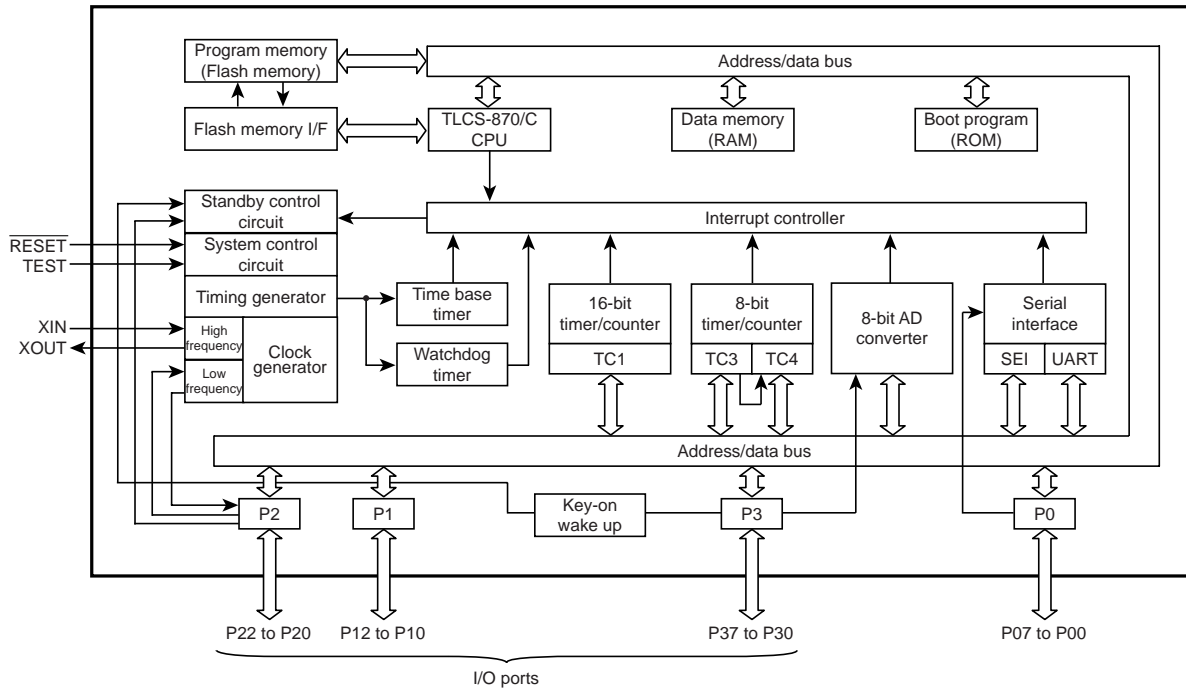 Program memory
(Flash memory)
Address/data bus
Flash memory I/F
TLCS-870/C
CPU
Data memory
(RAM)
Boot program
(ROM)
Standby control
circuit
Interrupt controller
RESET
System control
circuit
TEST
Timing generator
Time base
timer
16-bit
timer/counter
8-bit
timer/counter
8-bit AD
converter
Serial
interface
XIN
XOUT
High
frequency
Clock
generator
Low
frequency
Watchdog
timer
TC1
TC3
TC4
SEI
UART
Address/data bus
P2
P1
Key-on
wake up
P3
P0
P22 to P20
P12 to P10
P37 to P30
P07 to P00
I/O ports